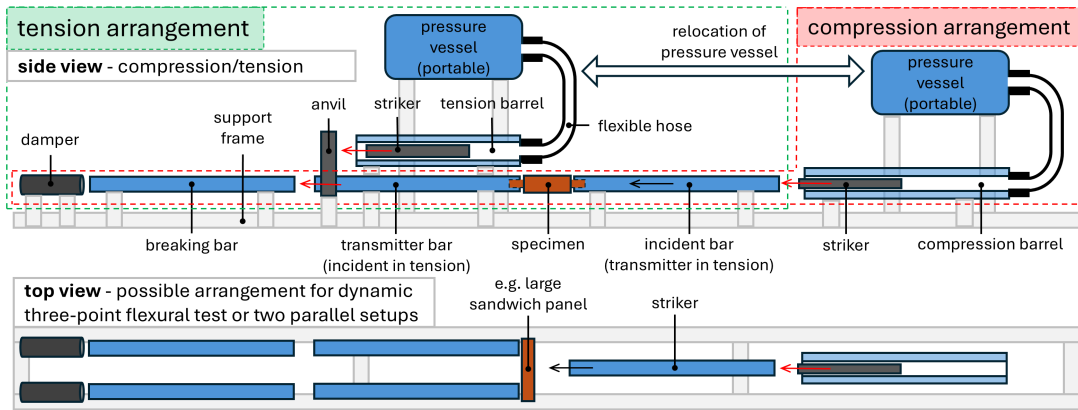 tension arrangement
side view - compression/tension
pressure
vessel
(portable)
relocation of
pressure vessel
compression arrangement
pressure
vessel
(portable)
damper
support
frame
anvil
striker
tension barrel
flexible hose
breaking bar
transmitter bar
(incident in tension)
specimen
incident bar
(transmitter in tension)
striker
compression barrel
top view - possible arrangement for dynamic
three-point flexural test or two parallel setups
e.g. large
sandwich panel
striker